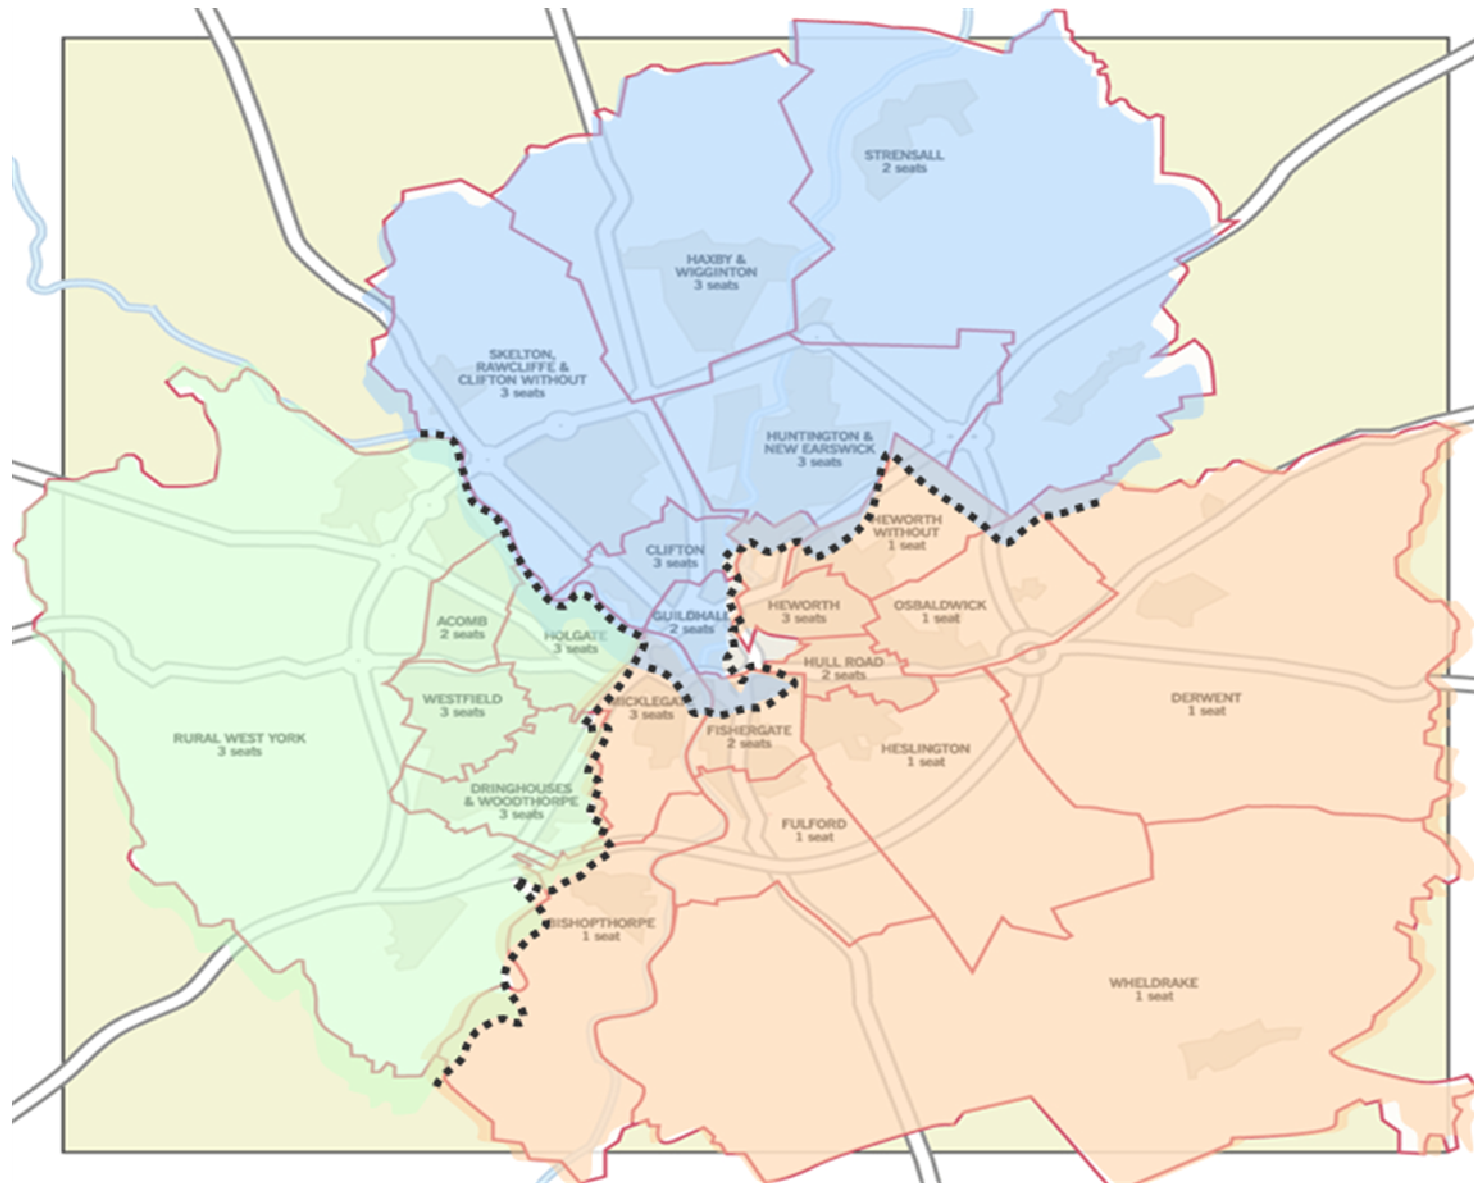 STRENSALL
2 seats
HAXBY &
WIGGINTON
3 seats
SKELTON,
RAWCLIFFE &
CLIFTON WITHOUT
3 seats
HUNTINGTON &
NEW EARSWICK
3 seats
HEWORTH
WITHOUT
1 seat
CLIFTON
3 seats
GUILDHALL
2 seats
HEWORTH
3 seats
OSBALDWICK
1 seat
ACOMB
2 seats
HOLGATE
3 seats
HULL ROAD
2 seats
WESTFIELD
3 seats
MICKLEGATE
3 seats
DERWENT
1 seat
RURAL WEST YORK
3 seats
FISHERGATE
2 seats
HESLINGTON
1 seat
DRINGHOUSES
& WOODTHORPE
3 seats
FULFORD
1 seat
BISHOPTHORPE
1 seat
WHELDRAKE
1 seat